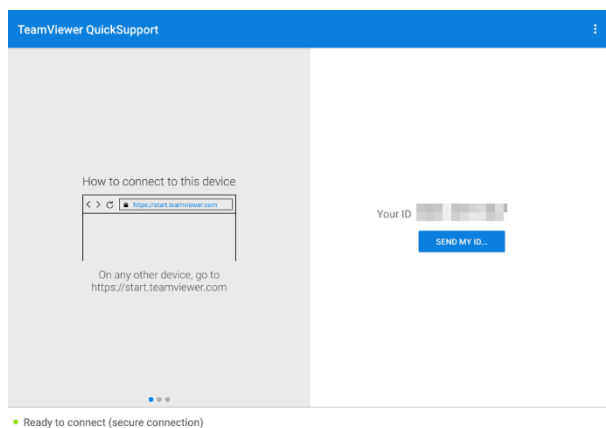 TeamViewer QuickSupport
How to connect to this device
https://start.teamviewer.com
On any other device, go to
https://start.teamviewer.com
Your ID
SEND MY ID...
Ready to connect (secure connection)